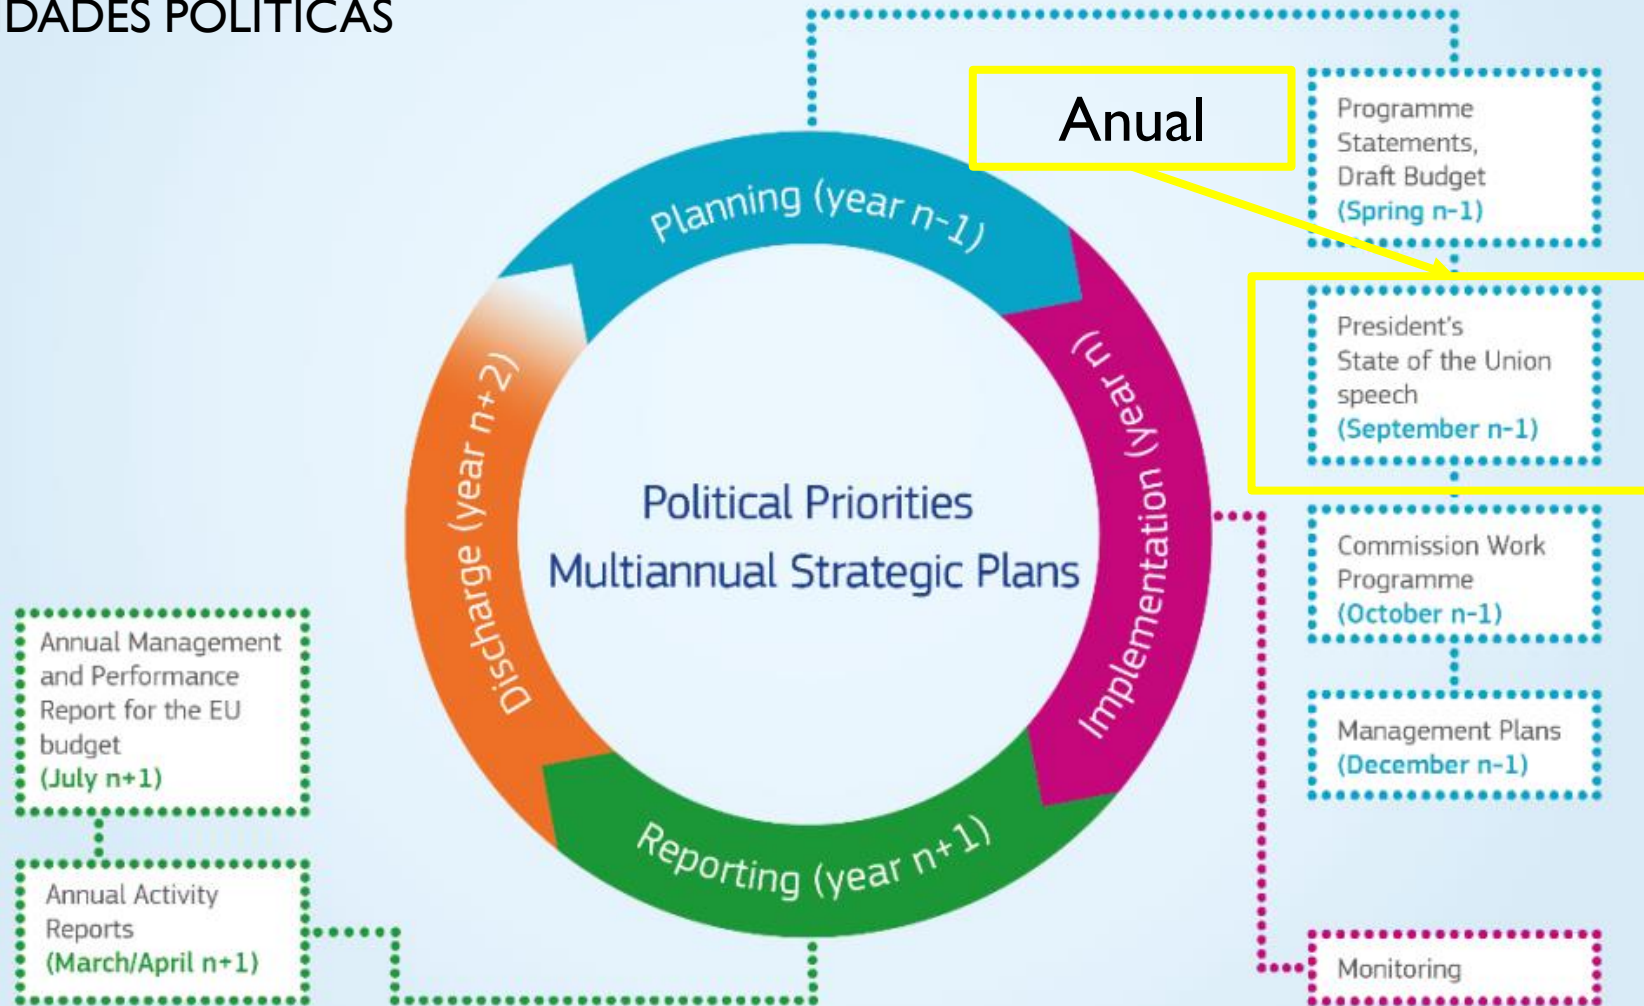 DADES POLÍTICAS
Anual
Programme
Statements,
Draft Budget
(Spring n-1)
Planning (year n-1)
President's
State of the Union
speech
(September n-1)
Implementation (year n)
Discharge (year n+2)
Political Priorities
Multiannual Strategic Plans
Commission Work
Programme
(October n-1)
Annual Management
and Performance
Report for the EU
budget
(July n+1)
Management Plans
(December n-1)
Reporting (year n+1)
Annual Activity
Reports
(March/April n+1)
Monitoring